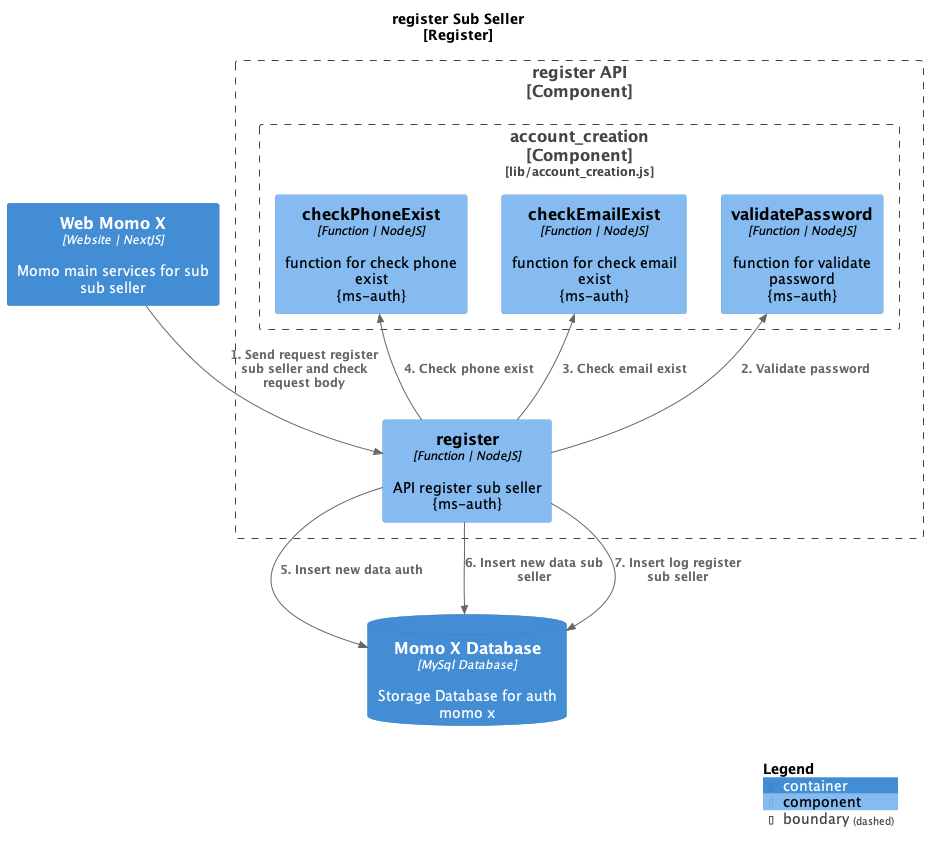 register Sub Seller
[Register]
register API
[Component]
account_creation
[Component]
[lib/account_creation.js]
checkPhoneExist
[Function | NodeJS]
function for check phone
exist
{ms-auth}
checkEmailExist
[Function | NodeJS]
function for check email
exist
{ms-auth}
validatePassword
[Function | NodeJS]
function for validate
password
{ms-auth}
Web Momo X
[Website | NextJS]
Momo main services for sub
sub seller
1. Send request register
sub seller and check
request body
4. Check phone exist
3. Check email exist
2. Validate password
register
[Function | NodeJS]
API register sub seller
{ms-auth}
5. Insert new data auth
6. Insert new data sub
seller
7. Insert log register
sub seller
Momo X Database
[MySql Database]
Storage Database for auth
momo x
Legend
container
component
boundary (dashed)